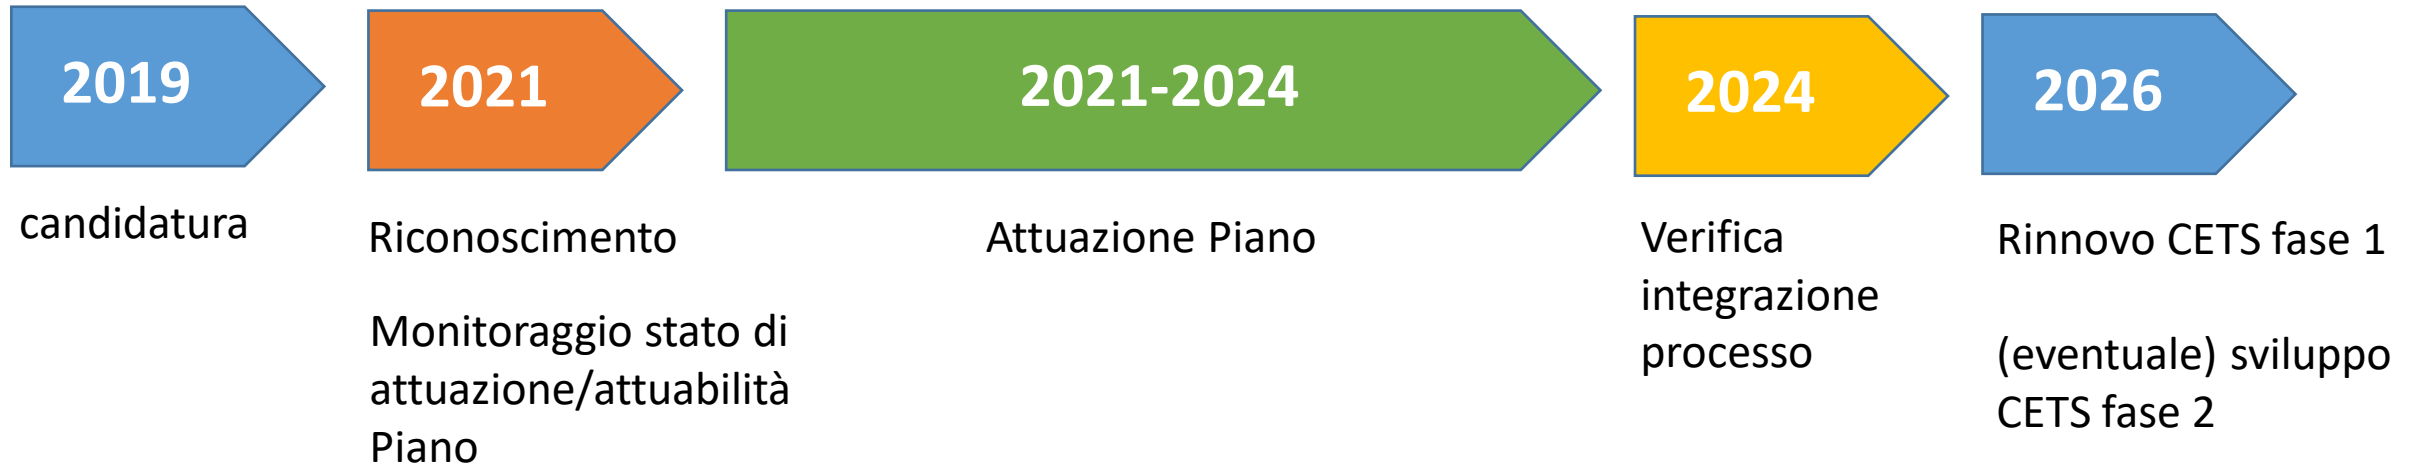 2019
2021
2021-2024
2024
2026
candidatura
Riconoscimento
Monitoraggio stato di
attuazione/attuabilità
Piano
Attuazione Piano
Verifica
integrazione
processo
Rinnovo CETS fase 1
(eventuale) sviluppo
CETS fase 2